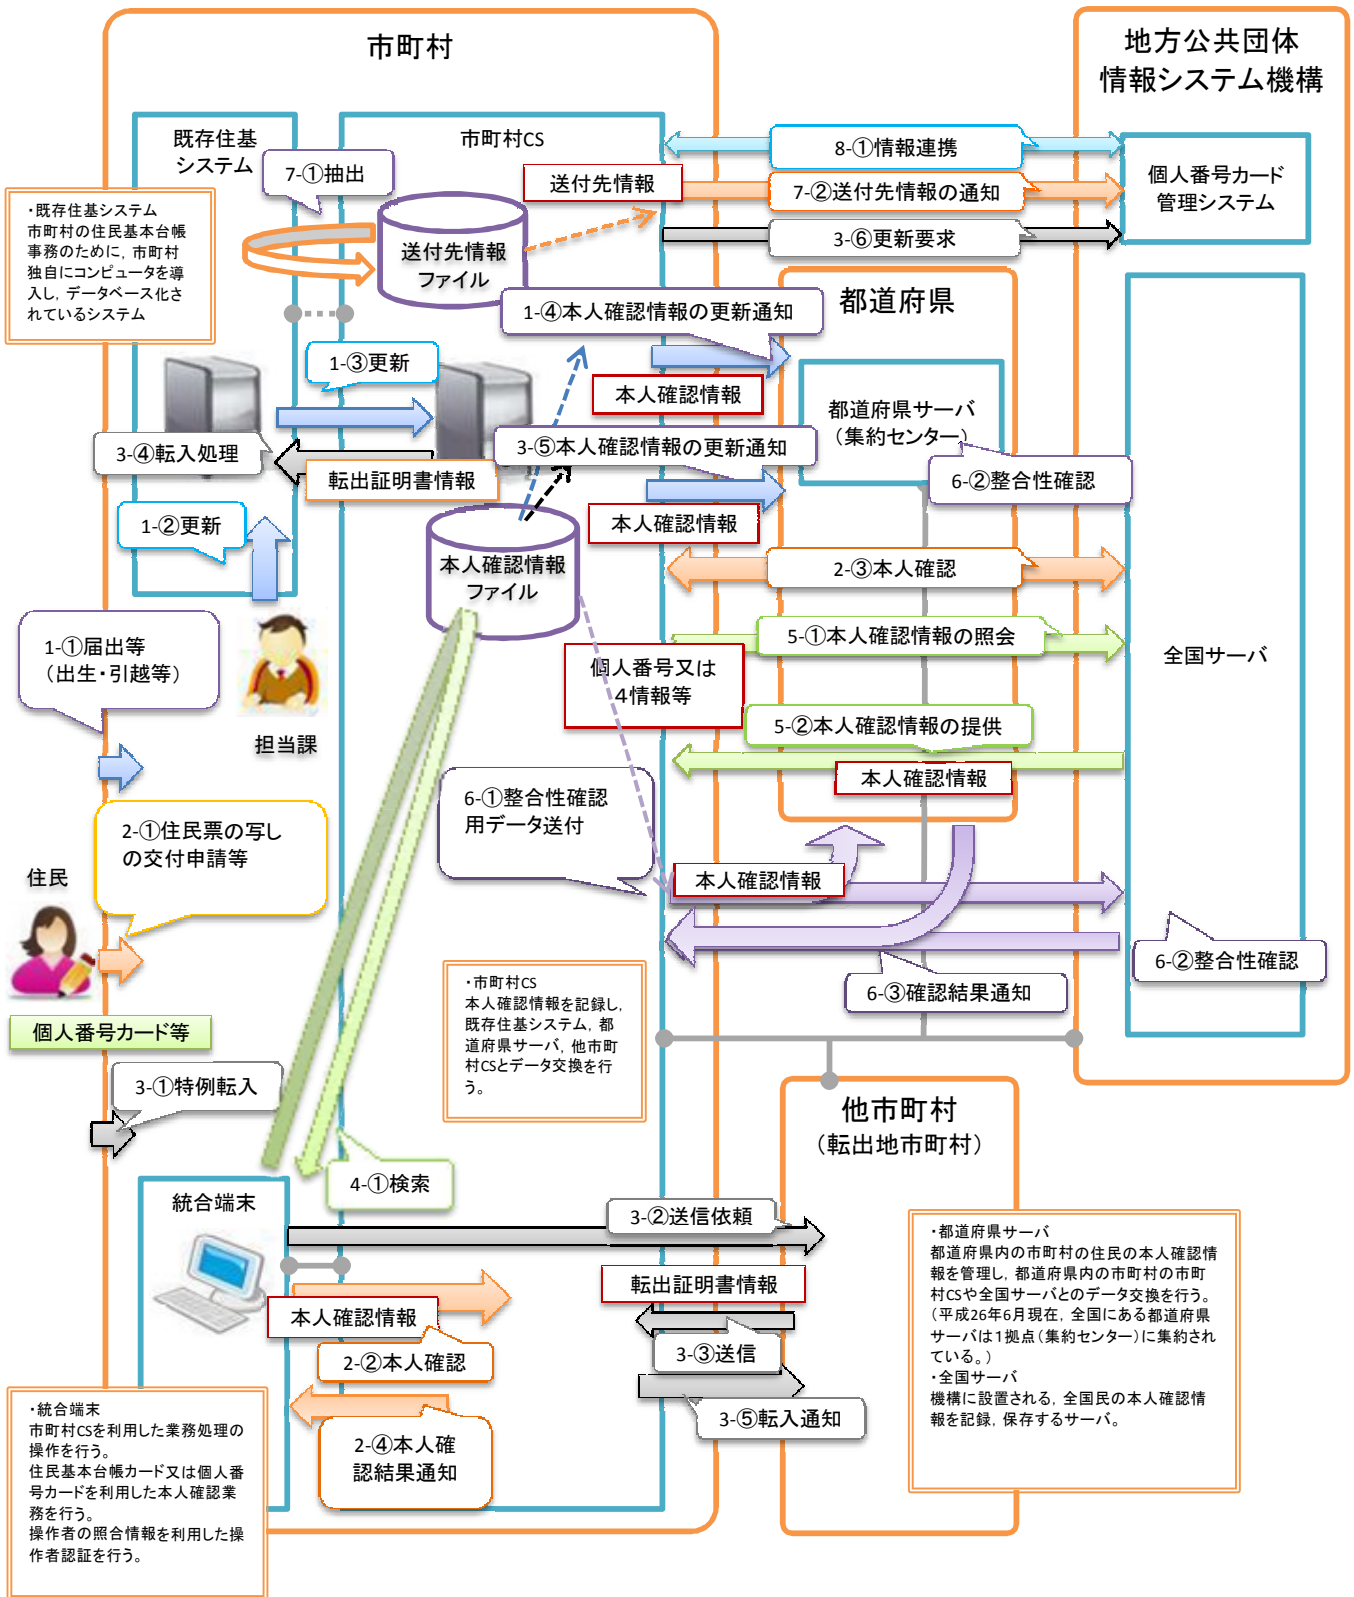 市町村
地方公共団体
情報システム機構
既存住基
システム
市町村CS
7-①抽出
送付先情報
8-①情報連携
7-②送付先情報の通知
3-⑥更新要求
個人番号カード
管理システム
・既存住基システム
市町村の住民基本台帳
事務のために，市町村
独自にコンピュータを導
入し，データベース化さ
れているシステム
送付先情報
ファイル
都道府県
1-④本人確認情報の更新通知
1-③更新
本人確認情報
都道府県サーバ
（集約センター）
3-④転入処理
転出証明書情報
3-⑤本人確認情報の更新通知
6-②整合性確認
1-②更新
本人確認情報
本人確認情報
ファイル
2-③本人確認
1-①届出等
（出生・引越等）
担当課
5-①本人確認情報の照会
個人番号又は
４情報等
全国サーバ
5-②本人確認情報の提供
本人確認情報
6-①整合性確認
用データ送付
2-①住民票の写し
の交付申請等
住民
本人確認情報
6-②整合性確認
6-③確認結果通知
・市町村CS
本人確認情報を記録し，
既存住基システム，都
道府県サーバ，他市町
村CSとデータ交換を行
う。
個人番号カード等
3-①特例転入
他市町村
（転出地市町村）
4-①検索
統合端末
3-②送信依頼
転出証明書情報
本人確認情報
2-②本人確認
3-③送信
3-⑤転入通知
2-④本人確
認結果通知
・都道府県サーバ
都道府県内の市町村の住民の本人確認情
報を管理し，都道府県内の市町村の市町
村CSや全国サーバとのデータ交換を行う。
（平成26年6月現在，全国にある都道府県
サーバは１拠点（集約センター）に集約され
ている。）
・全国サーバ
機構に設置される，全国民の本人確認情
報を記録，保存するサーバ。
・統合端末
市町村CSを利用した業務処理の
操作を行う。
住民基本台帳カード又は個人番
号カードを利用した本人確認業
務を行う。
操作者の照合情報を利用した操
作者認証を行う。